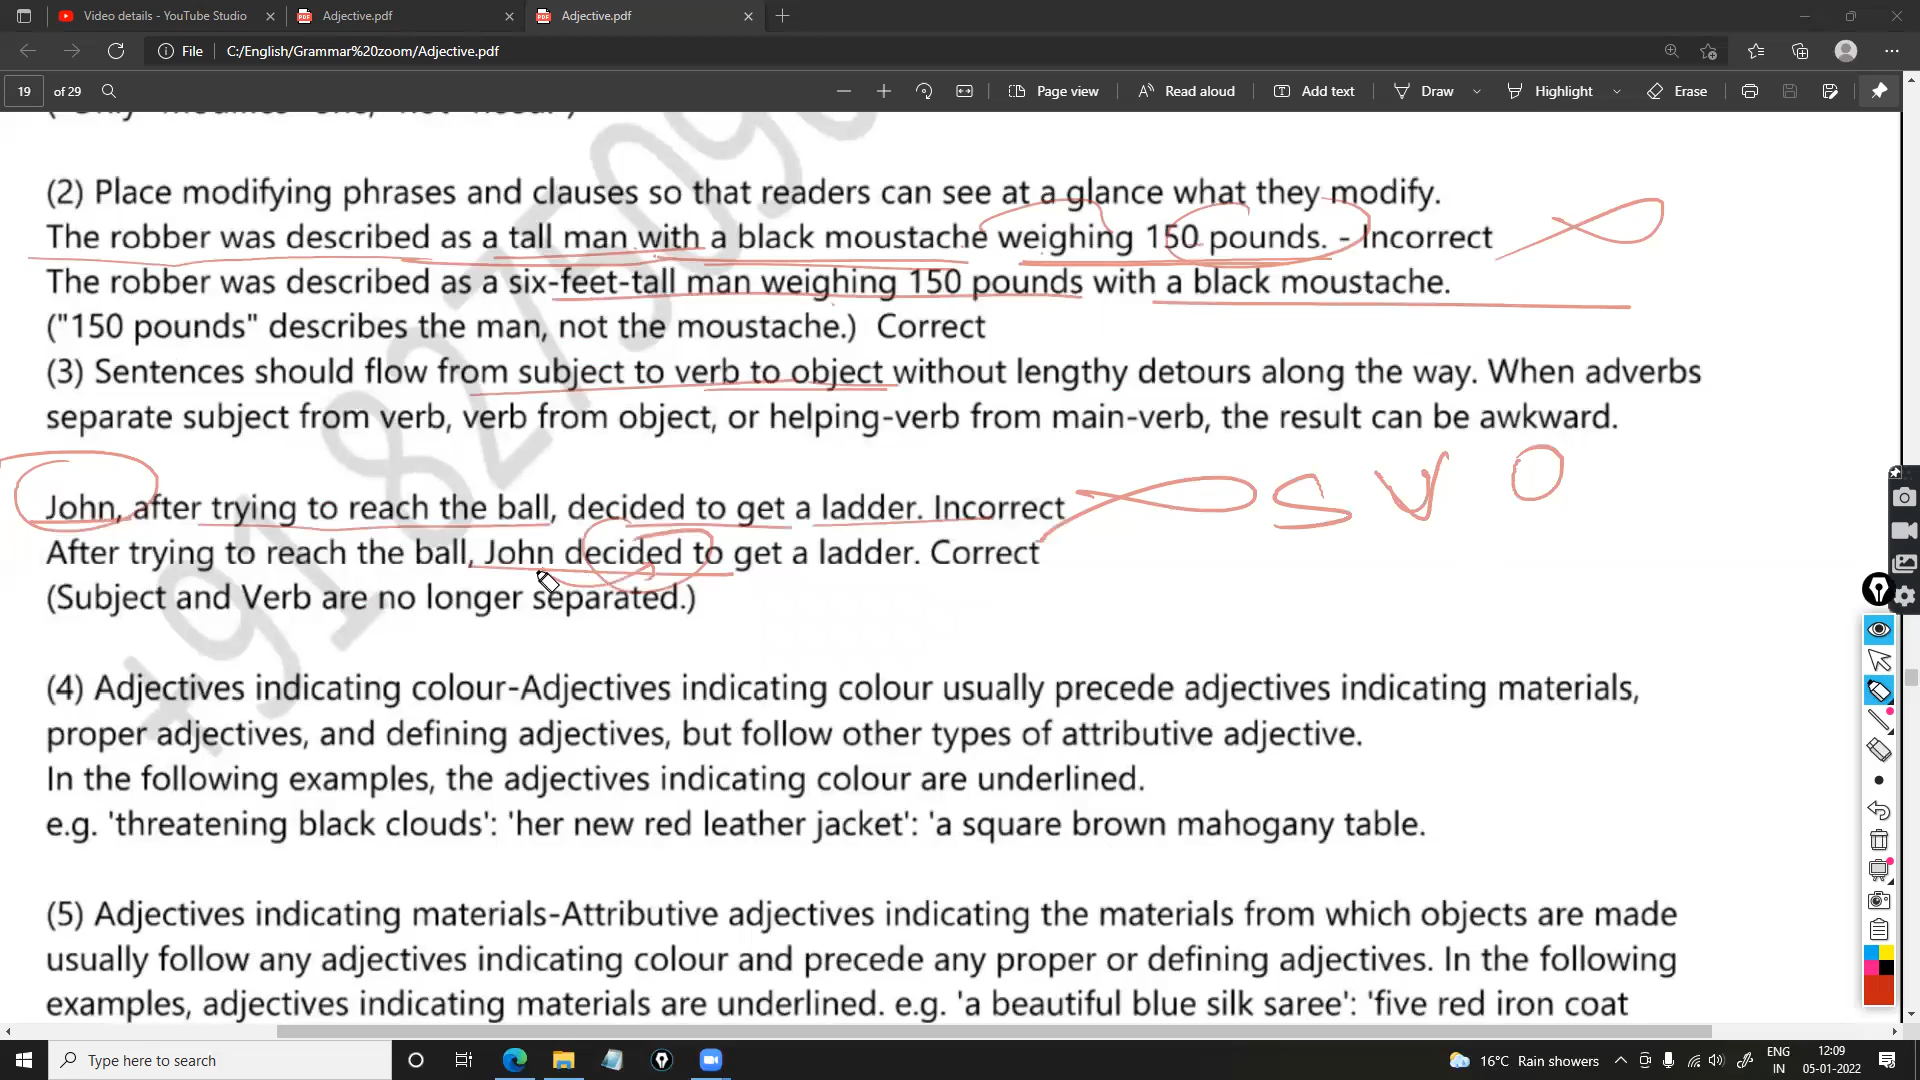 Video details - YouTube Studio
Adjective.pdf
Adjective.pdf
File
C:/English/Grammar%20zoom/Adjective.pdf
19 of 29
Page view
Read aloud
Add text
Draw
Highlight
Erase
(2) Place modifying phrases and clauses so that readers can see at a glance what they modify.
The robber was described as a tall man with a black moustache weighing 150 pounds. - Incorrect
The robber was described as a six-feet-tall man weighing 150 pounds with a black moustache.
("150 pounds" describes the man, not the moustache.) Correct
(3) Sentences should flow from subject to verb to object without lengthy detours along the way. When adverbs
separate subject from verb, verb from object, or helping-verb from main-verb, the result can be awkward.
John, after trying to reach the ball, decided to get a ladder. Incorrect
S V O
After trying to reach the ball, John decided to get a ladder. Correct
(Subject and Verb are no longer separated.)
(4) Adjectives indicating colour-Adjectives indicating colour usually precede adjectives indicating materials,
proper adjectives, and defining adjectives, but follow other types of attributive adjective.
In the following examples, the adjectives indicating colour are underlined.
e.g. 'threatening black clouds': 'her new red leather jacket': 'a square brown mahogany table.
(5) Adjectives indicating materials-Attributive adjectives indicating the materials from which objects are made
usually follow any adjectives indicating colour and precede any proper or defining adjectives. In the following
examples, adjectives indicating materials are underlined. e.g. 'a beautiful blue silk saree': 'five red iron coat
Type here to search
16°C Rain showers
ENG
IN
12:09
05-01-2022